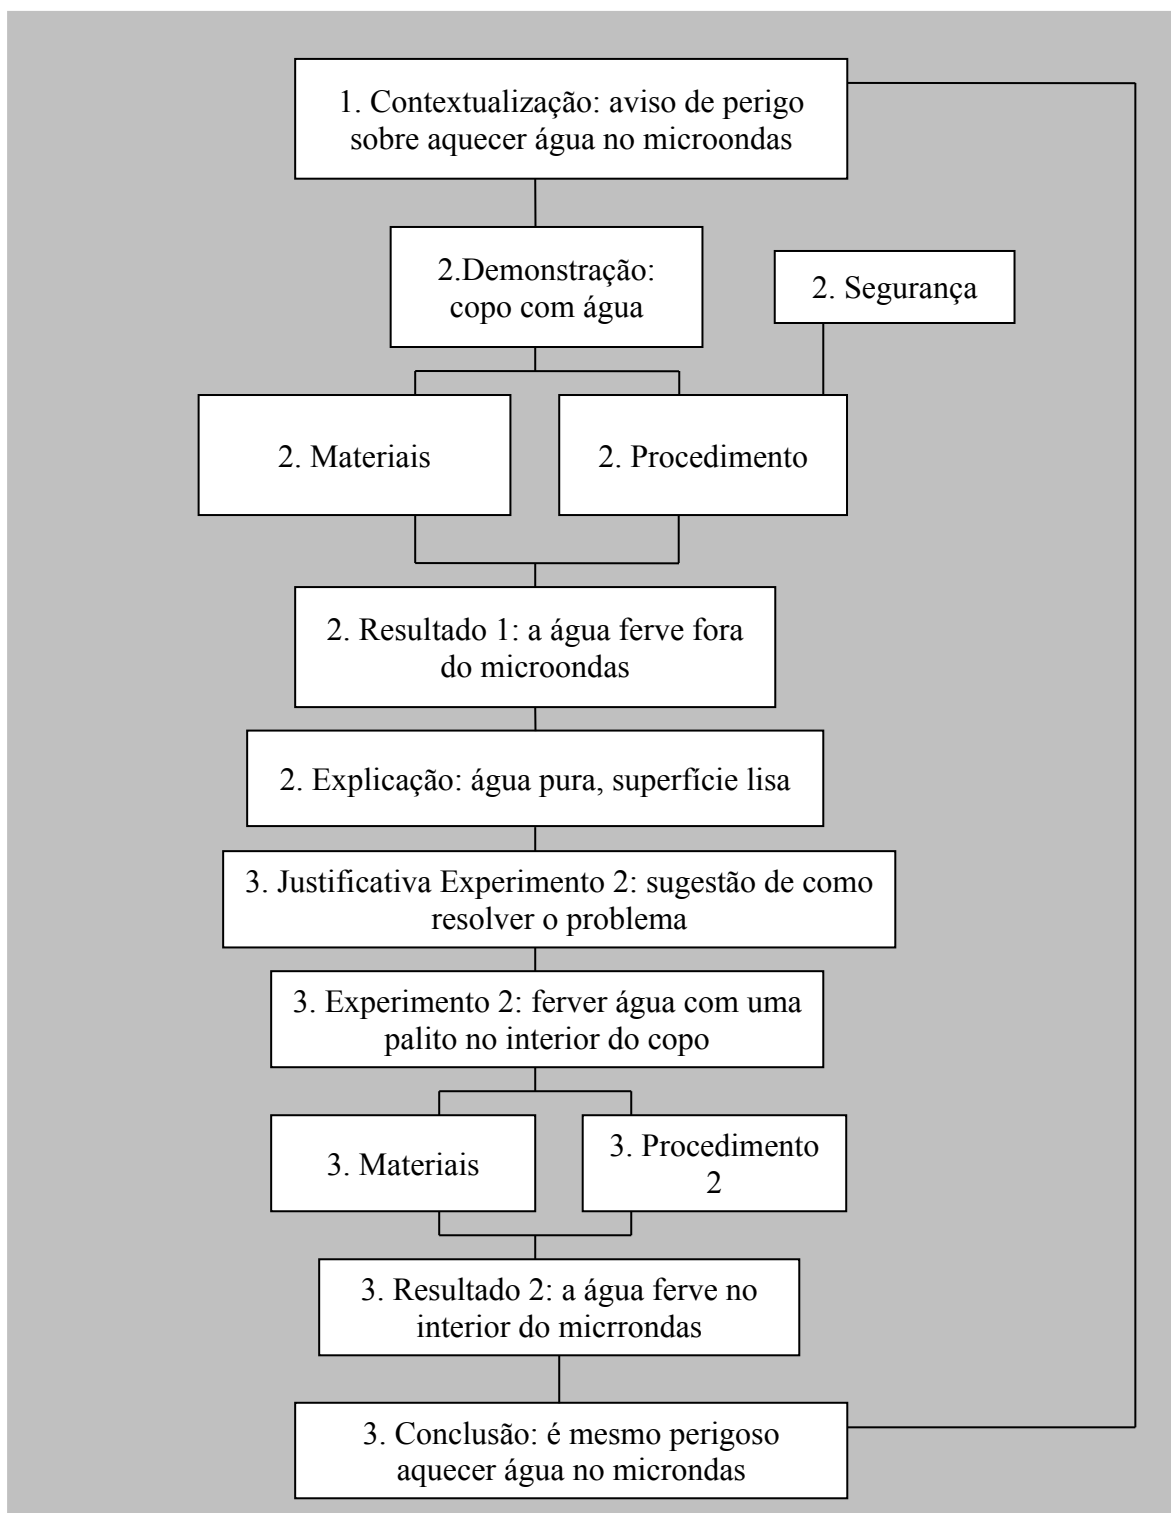 1. Contextualização: aviso de perigo
sobre aquecer água no microondas
2.Demonstração:
copo com água
2. Segurança
2. Materiais
2. Procedimento
2. Resultado 1: a água ferve fora
do microondas
2. Explicação: água pura, superfície lisa
3. Justificativa Experimento 2: sugestão de como
resolver o problema
3. Experimento 2: ferver água com uma
palito no interior do copo
3. Materiais
3. Procedimento
2
3. Resultado 2: a água ferve no
interior do micrrondas
3. Conclusão: é mesmo perigoso
aquecer água no microndas